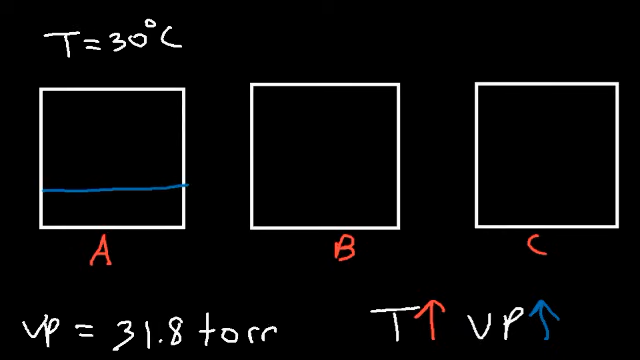 T = 30°C
A B C
VP = 31.8 torr
T↑ VP↑